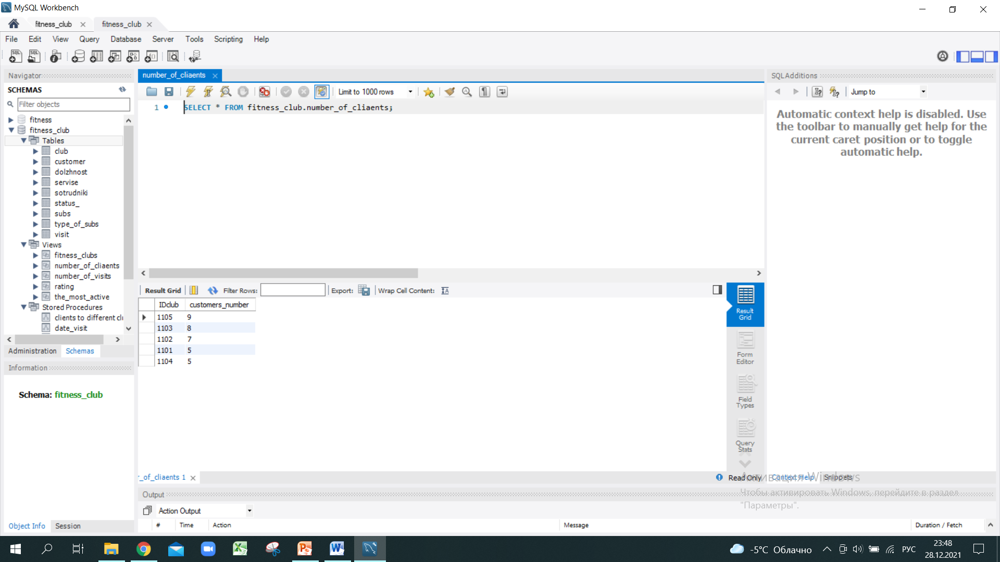 MySQL Workbench
fitness_club
fitness_club
File Edit View Query Database Server Tools Scripting Help
Navigator
SCHEMAS
Filter objects
fitness
fitness_club
Tables
club
customer
dolzhnost
servise
sotrudniki
status_
subs
type_of_subs
visit
Views
fitness_clubs
number_of_cliaents
number_of_visits
rating
the_most_active
Stored Procedures
clients to different clu
date_visit
Administration Schemas
Information
Schema: fitness_club
Object Info Session
number_of_cliaents
Limit to 1000 rows
1 SELECT * FROM fitness_club.number_of_cliaents;
Result Grid Filter Rows: Export: Wrap Cell Content:
IDclub customers_number
1105 9
1103 8
1102 7
1101 5
1104 5
Result Grid
Form Editor
Field Types
Query Stats
r_of_cliaents 1
Read Only
Output
Action Output
# Time Action Message Duration / Fetch
SQLAdditions
Jump to
Automatic context help is disabled. Use
the toolbar to manually get help for the
current caret position or to toggle
automatic help.
Context Help Snippets
Активация Windows
Чтобы активировать Windows, перейдите в раздел
"Параметры".
-5°C Облачно
РУС
23:48
28.12.2021